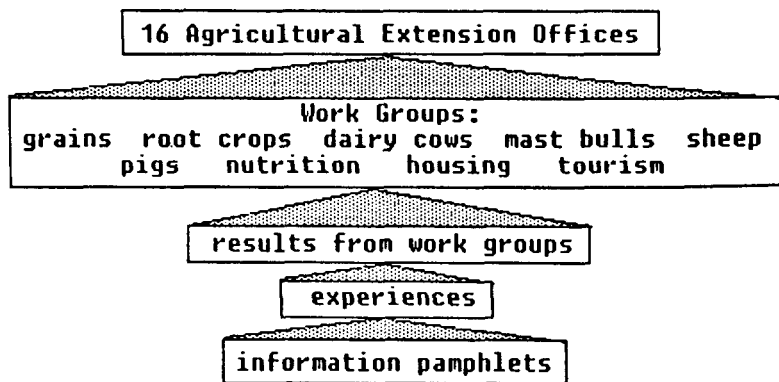 16 Agricultural Extension Offices
Work Groups:
grains root crops dairy cows mast bulls sheep
pigs nutrition housing tourism
results from work groups
experiences
information pamphlets